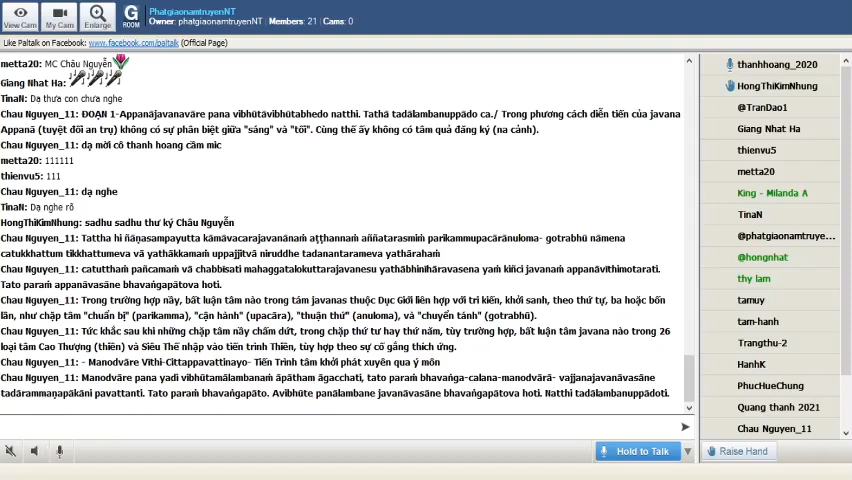 PhatgiaonamtruyenNT
Owner: phatgiaonamtruyenNT | Members: 21 | Cams: 0
View Cam
My Cam
Enlarge
G
ROOM
Like Paltalk on Facebook: www.facebook.com/paltalk (Official Page)
metta20: MC Châu Nguyễn
Giang Nhat Ha:
TinaN: Dạ thưa con chưa nghe
Chau Nguyen_11: ĐOẠN 1-Appanājavanavāre pana vibhūtāvibhūtabhedo natthi. Tathā tadālambanuppādo ca./ Trong phương cách diễn tiến của javana
Appanā (tuyệt đối an trụ) không có sự phân biệt giữa "sáng" và "tối". Cùng thế ấy không có tâm quả đăng ký (na cảnh).
Chau Nguyen_11: dạ mời cô thanh hoang cầm mic
metta20: 111111
thienvu5: 111
Chau Nguyen_11: dạ nghe
TinaN: Dạ nghe rõ
HongThiKimNhung: sadhu sadhu thư ký Châu Nguyễn
Chau Nguyen_11: Tattha hi ñāṇasampayutta kāmāvacarajavanānaṁ aṭṭhannaṁ aññatarasmiṁ parikammupacārānuloma- gotrabhū nāmena
catukkhattuṁ tikkhattumeva vā yathākkamaṁ uppajjitvā niruddhe tadanantarameva yathārahaṁ
Chau Nguyen_11: catutthaṁ pañcamaṁ vā chabbīsati mahaggatalokuttarajavanesu yathābhinīhāravasena yaṁ kiñci javanaṁ appanāvīthimotarati.
Tato paraṁ appanāvasāne bhavaṅgapātova hoti.
Chau Nguyen_11: Trong trường hợp nầy, bất luận tâm nào trong tám javanas thuộc Dục Giới liên hợp với tri kiến, khởi sanh, theo thứ tự, ba hoặc bốn
lần, như chặp tâm "chuẩn bị" (parikamma), "cận hành" (upacāra), "thuận thứ" (anuloma), và "chuyển tánh" (gotrabhū).
Chau Nguyen_11: Tức khắc sau khi những chặp tâm nầy chấm dứt, trong chặp thứ tư hay thứ năm, tùy trường hợp, bất luận tâm javana nào trong 26
loại tâm Cao Thượng (thiền) và Siêu Thế nhập vào tiến trình Thiền, tùy hợp theo sự cố gắng thích ứng.
Chau Nguyen_11: - Manodvāre Vīthi-Cittappavattinayo- Tiến Trình tâm khởi phát xuyên qua ý môn
Chau Nguyen_11: Manodvāre pana yadi vibhūtamālambanaṁ āpāthaṁ āgacchati, tato paraṁ bhavaṅga-calana-manodvārā- vajjanajavanāvasāne
tadārammaṇapākāni pavattanti. Tato paraṁ bhavaṅgapāto. Avibhūte panālambane javanāvasāne bhavaṅgapātova hoti. Natthi tadālambanuppādoti.
thanhhoang_2020
HongThiKimNhung
@TranDao1
Giang Nhat Ha
thienvu5
metta20
King - Milanda A
TinaN
@phatgiaonamtruye...
@hongnhat
thy lam
tamuy
tam-hanh
Trangthu-2
HanhK
PhucHueChung
Quang thanh 2021
Chau Nguyen_11
Hold to Talk
Raise Hand